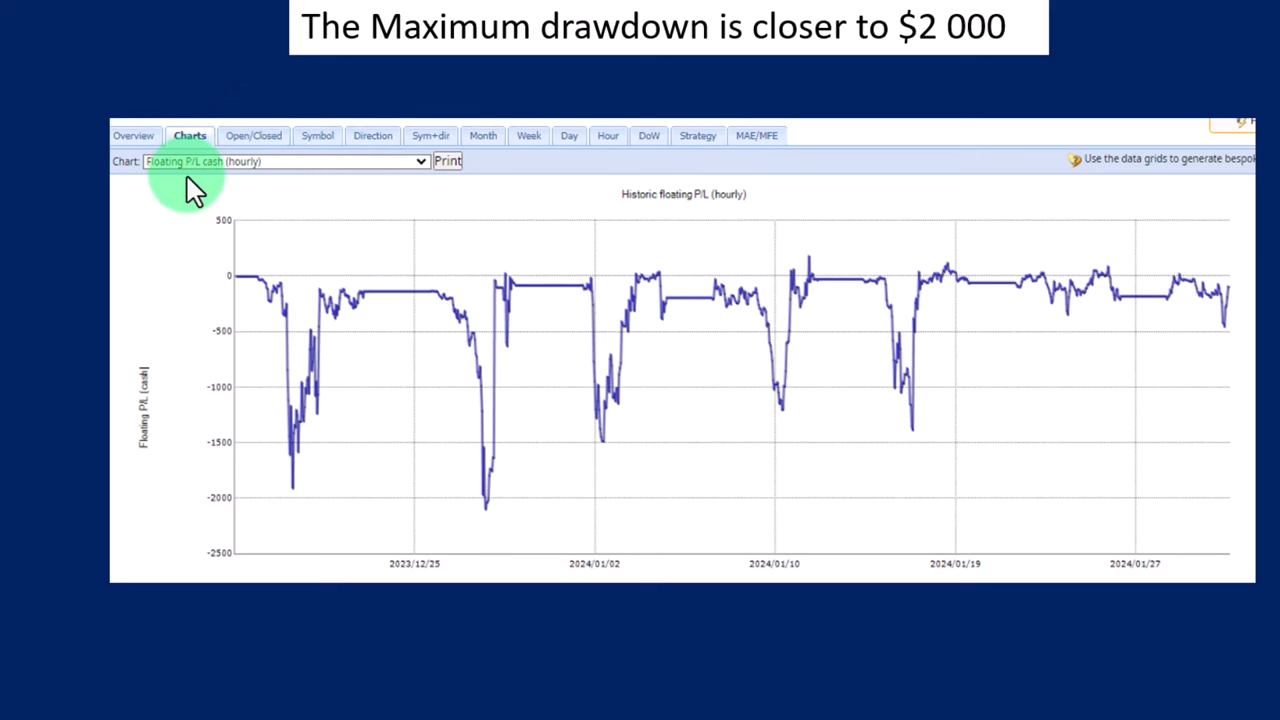 The Maximum drawdown is closer to $2 000
Overview Charts Open/Closed Symbol Direction Sym+dir Month Week Day Hour DoW Strategy MAE/MFE
Chart: Floating P/L cash (hourly) Print
Use the data grids to generate bespok
Historic floating P/L (hourly)
500
0
-500
-1000
-1500
-2000
-2500
Floating P/L [cash]
2023/12/25 2024/01/02 2024/01/10 2024/01/19 2024/01/27